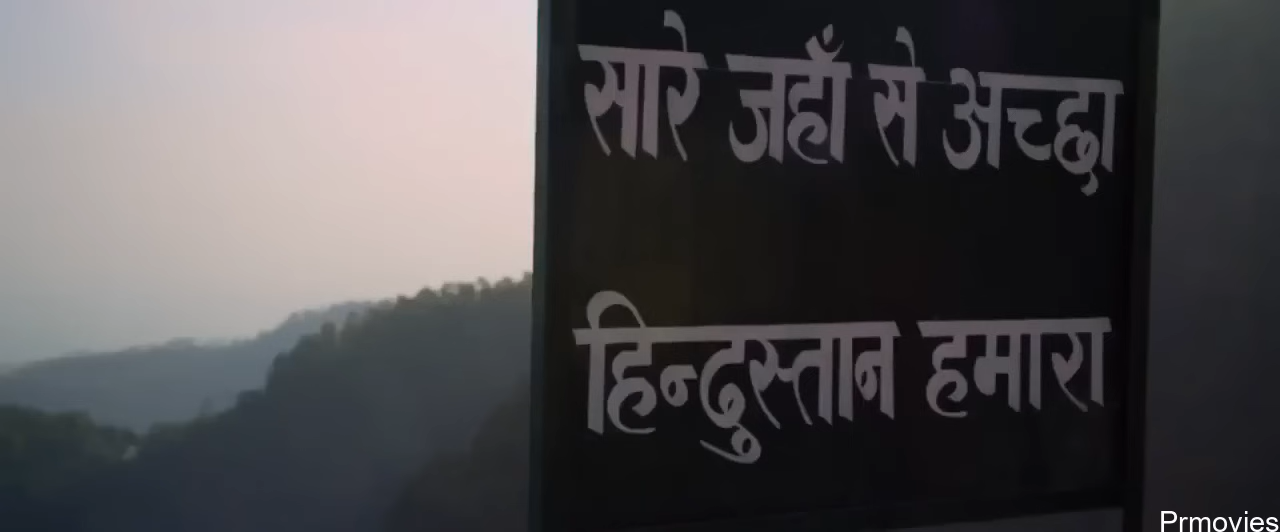 सारे जहाँ से अच्छा
हिन्दुस्तान हमारा
Prmovies